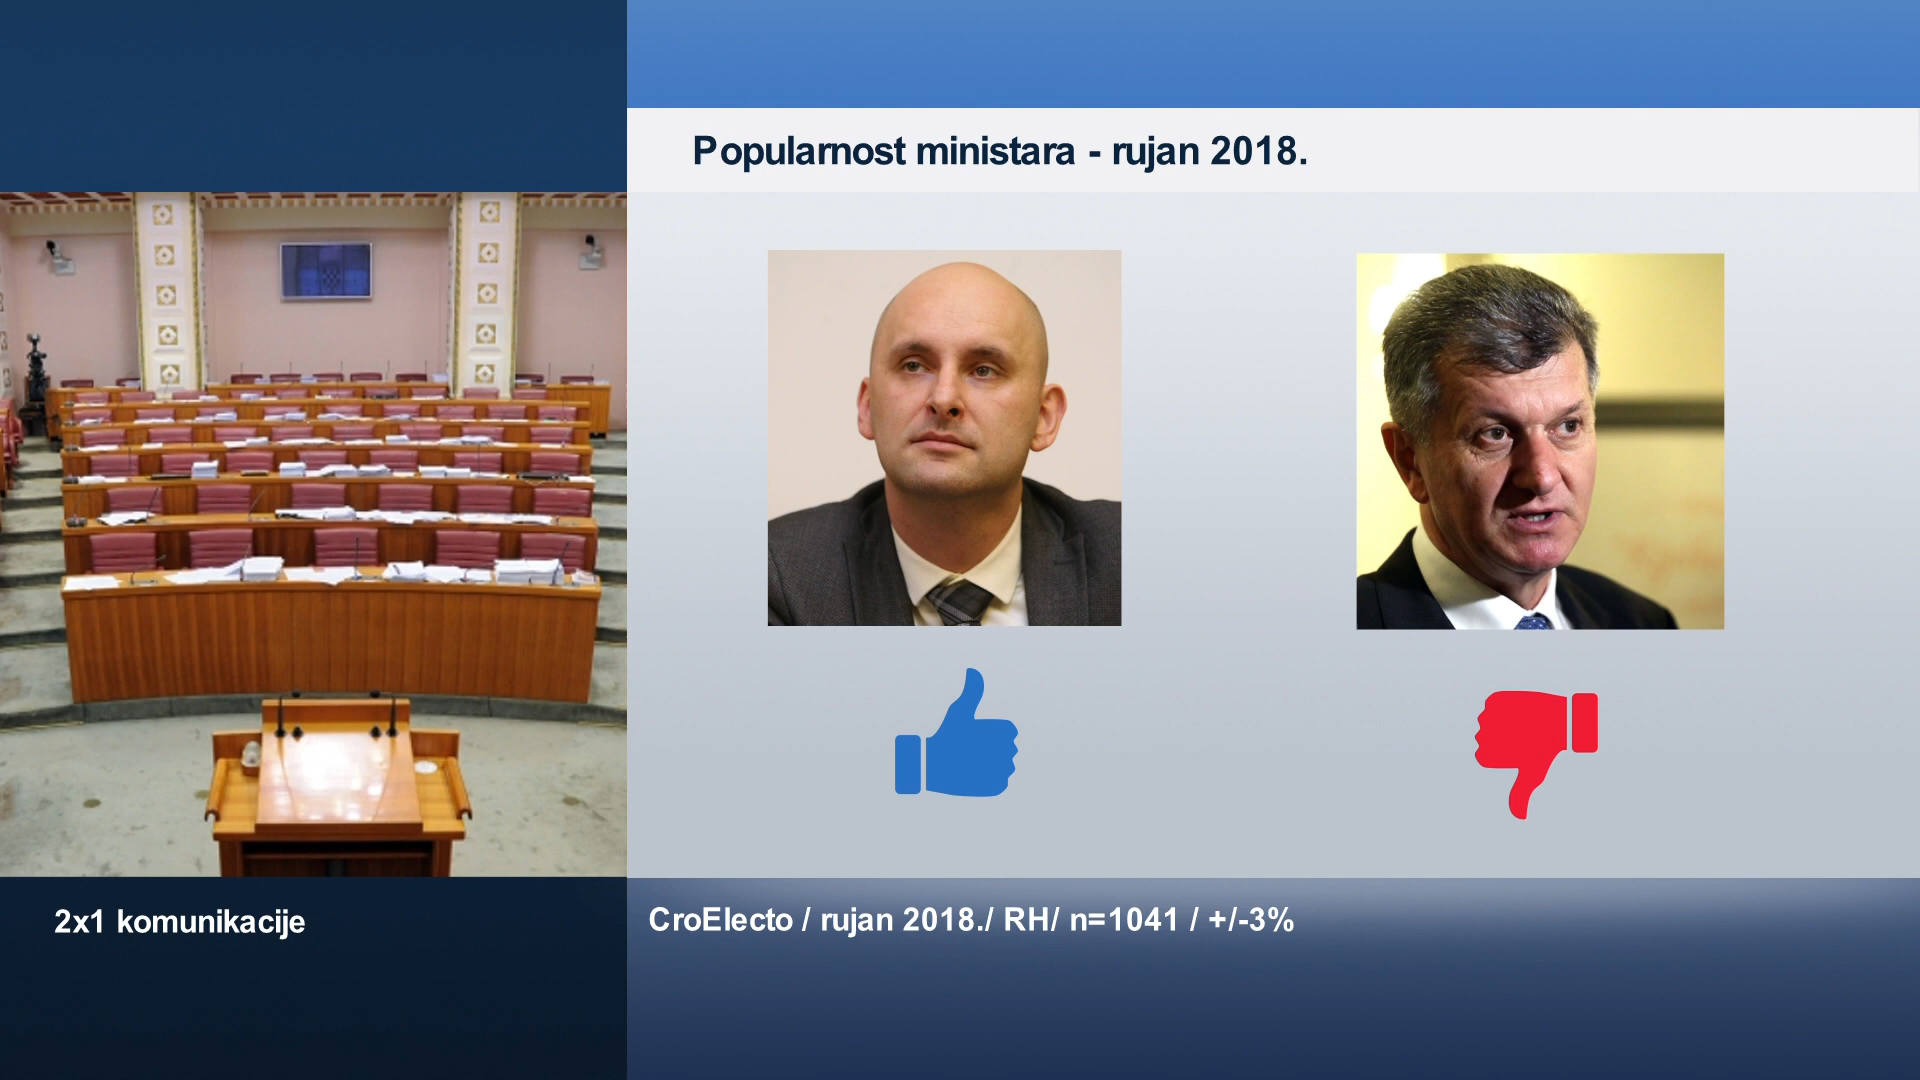 Popularnost ministara - rujan 2018.
2x1 komunikacije
CroElecto / rujan 2018./ RH/ n=1041 / +/-3%